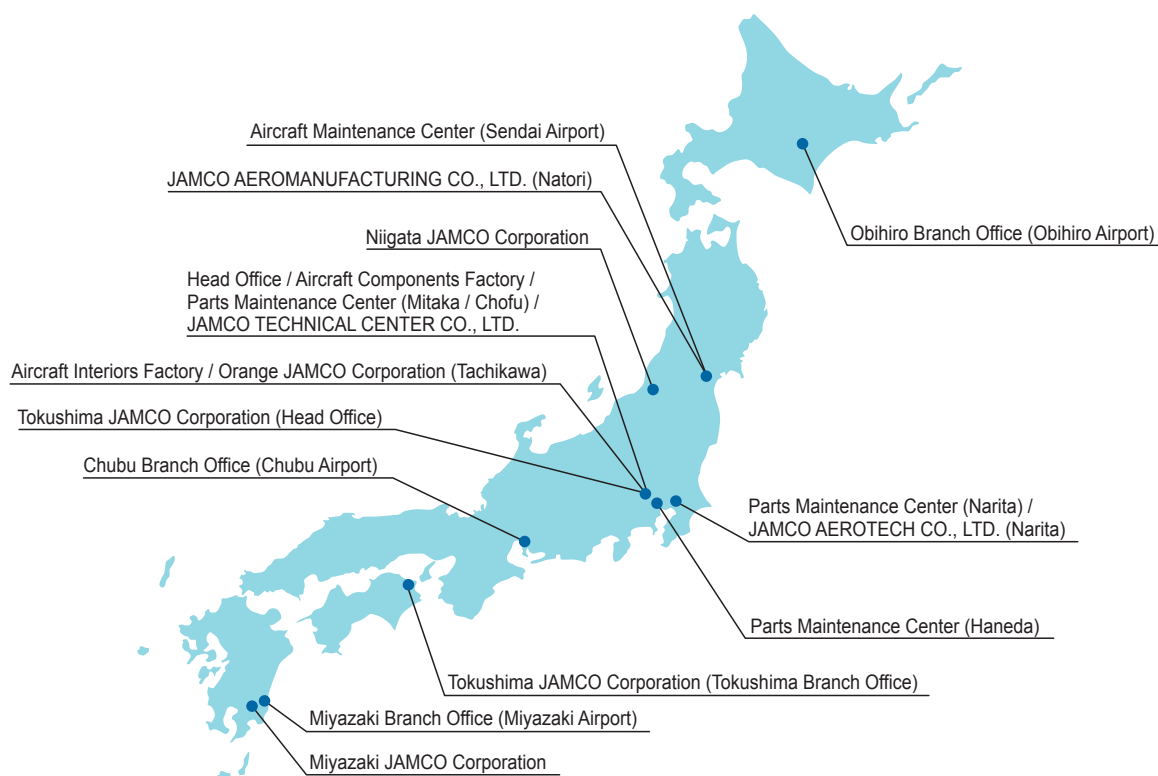 Aircraft Maintenance Center (Sendai Airport)
JAMCO AEROMANUFACTURING CO., LTD. (Natori)
Niigata JAMCO Corporation
Obihiro Branch Office (Obihiro Airport)
Head Office / Aircraft Components Factory /
Parts Maintenance Center (Mitaka / Chofu) /
JAMCO TECHNICAL CENTER CO., LTD.
Aircraft Interiors Factory / Orange JAMCO Corporation (Tachikawa)
Tokushima JAMCO Corporation (Head Office)
Chubu Branch Office (Chubu Airport)
Parts Maintenance Center (Narita) /
JAMCO AEROTECH CO., LTD. (Narita)
Parts Maintenance Center (Haneda)
Tokushima JAMCO Corporation (Tokushima Branch Office)
Miyazaki Branch Office (Miyazaki Airport)
Miyazaki JAMCO Corporation